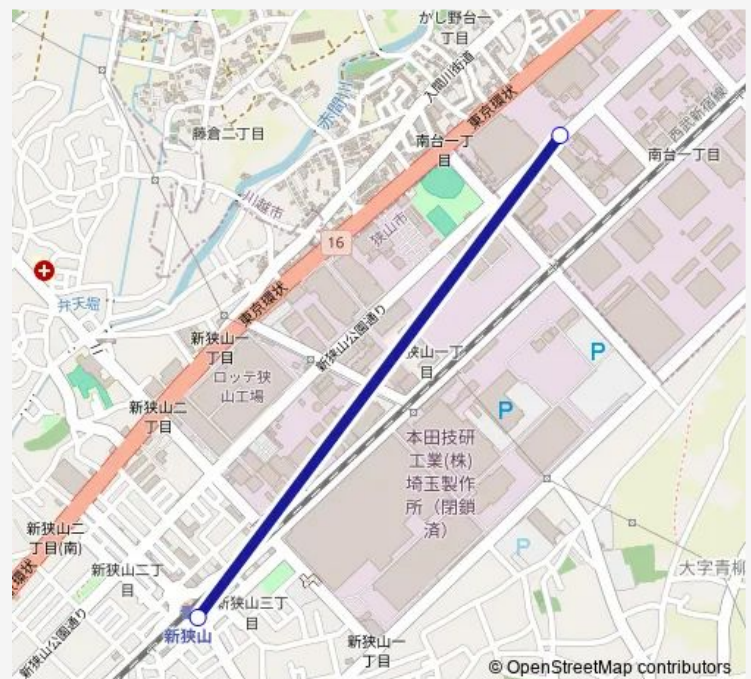 かし野台一
丁目
入間川街道
赤間川
東京環状
藤倉二丁目
南台一丁
目
西武新宿線
南台一丁目
川越市
狭山市
16
井天堀
東京環状
新狭山公園通り
新狭山一
丁目
ロッテ狭
山工場
狭山一丁
目
P
新狭山二
丁目
P
本田技研
工業(株)
埼玉製作
所（閉鎖
済）
新狭山二
丁目(南)
P
新狭山二丁
目
新狭山三丁
目
大字青柳
新狭山
新狭山公園通り
新狭山一
丁目
© OpenStreetMap contributors